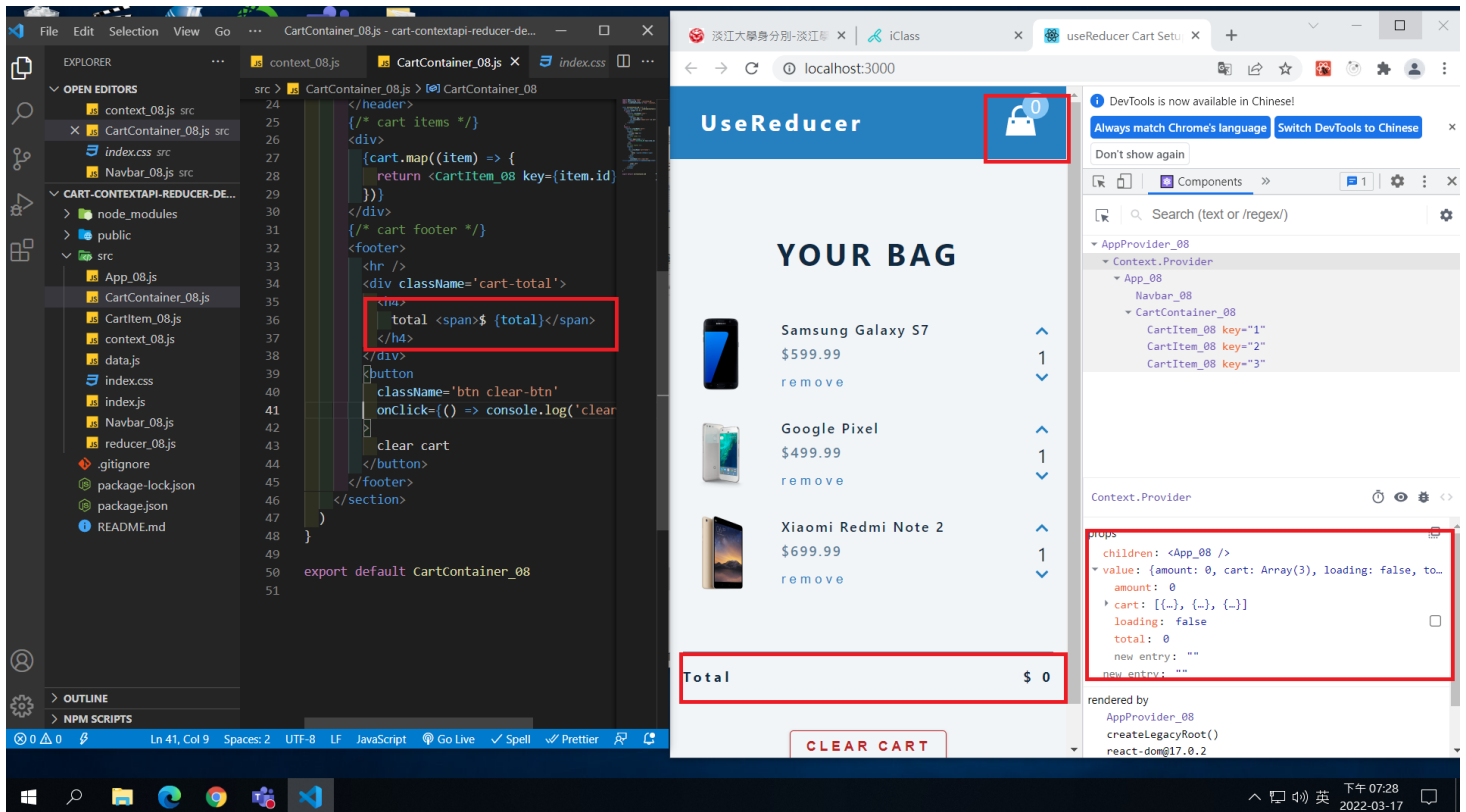 File Edit Selection View Go ··· CartContainer_08.js - cart-contextapi-reducer-de...
EXPLORER ···
OPEN EDITORS
context_08.js src
CartContainer_08.js src
index.css src
Navbar_08.js src
CART-CONTEXTAPI-REDUCER-DE...
node_modules
public
src
App_08.js
CartContainer_08.js
CartItem_08.js
context_08.js
data.js
index.css
index.js
Navbar_08.js
reducer_08.js
.gitignore
package-lock.json
package.json
README.md
OUTLINE
NPM SCRIPTS
context_08.js CartContainer_08.js index.css ···
src > CartContainer_08.js > CartContainer_08
24 </header>
25 {/* cart items */}
26 <div>
27 {cart.map((item) => {
28 return <CartItem_08 key={item.id}
29 })}
30 </div>
31 {/* cart footer */}
32 <footer>
33 <hr />
34 <div className='cart-total'>
35 <h4>
36 total <span>$ {total}</span>
37 </h4>
38 </div>
39 <button
40 className='btn clear-btn'
41 onClick={() => console.log('clear
42 >
43 clear cart
44 </button>
45 </footer>
46 </section>
47 )
48 }
49
50 export default CartContainer_08
51
0 0 Ln 41, Col 9 Spaces: 2 UTF-8 LF JavaScript Go Live Spell Prettier
淡江大學身分別-淡江 iClass useReducer Cart Setu
localhost:3000
UseReducer 0
YOUR BAG
Samsung Galaxy S7
$599.99
remove
1
Google Pixel
$499.99
remove
1
Xiaomi Redmi Note 2
$699.99
remove
1
Total $ 0
CLEAR CART
DevTools is now available in Chinese!
Always match Chrome's language Switch DevTools to Chinese
Don't show again
Components » 1
Search (text or /regex/)
AppProvider_08
Context.Provider
App_08
Navbar_08
CartContainer_08
CartItem_08 key="1"
CartItem_08 key="2"
CartItem_08 key="3"
Context.Provider
props
children: <App_08 />
value: {amount: 0, cart: Array(3), loading: false, to…
amount: 0
cart: [{…}, {…}, {…}]
loading: false
total: 0
new entry: ""
new entry: ""
rendered by
AppProvider_08
createLegacyRoot()
react-dom@17.0.2
英 下午 07:28
2022-03-17